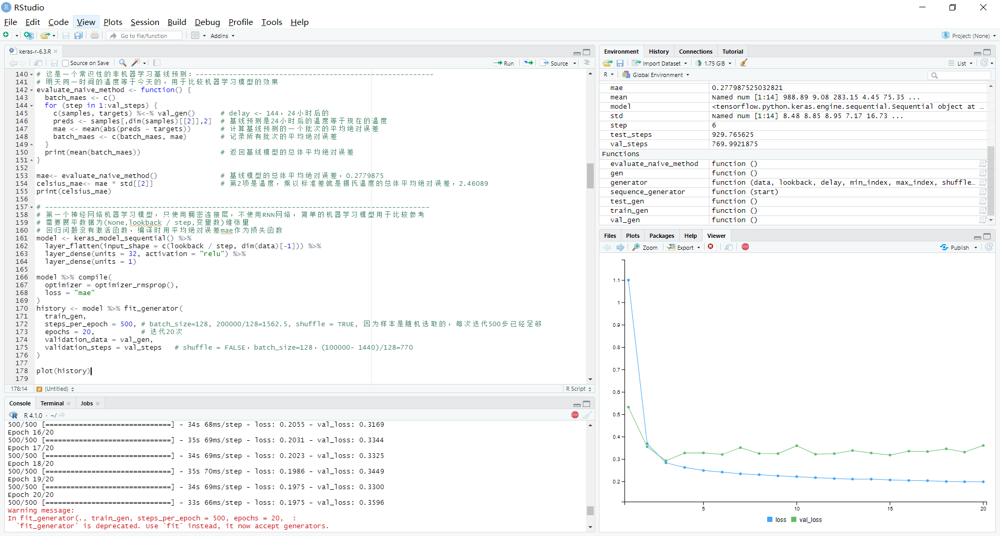 RStudio
File Edit Code View Plots Session Build Debug Profile Tools Help
Go to file/function Addins Project: (None)
keras-r-6.3.R
Source on Save Run Source
140 # 这是一个常识性的非机器学习基线预测：-----------------------------------------------------------
141 # 明天同一时间的温度等于今天的，用于比较机器学习模型的效果
142 evaluate_naive_method <- function() {
143 batch_maes <- c()
144 for (step in 1:val_steps) {
145 c(samples, targets) %<-% val_gen() # delay <- 144，24小时后的
146 preds <- samples[,dim(samples)[[2]],2] # 基线预测是24小时后的温度等于现在的温度
147 mae <- mean(abs(preds - targets)) # 计算基线预测的一个批次的平均绝对误差
148 batch_maes <- c(batch_maes, mae) # 记录所有批次的平均绝对误差
149 }
150 print(mean(batch_maes)) # 返回基线模型的总体平均绝对误差
151 }
152
153 mae<- evaluate_naive_method() # 基线模型的总体平均绝对误差，0.2779875
154 celsius_mae<- mae * std[[2]] # 第2项是温度，乘以标准差就是摄氏温度的总体平均绝对误差，2.46089
155 print(celsius_mae)
156
157 # --------------------------------------------------------------------------------------------
158 # 第一个神经网络机器学习模型，只使用稠密连接层，不使用RNN网络，简单的机器学习模型用于比较参考
159 # 需要展平数据为(None,lookback / step,变量数)维张量
160 # 回归问题没有激活函数，编译时用平均绝对误差mae作为损失函数
161 model <- keras_model_sequential() %>%
162 layer_flatten(input_shape = c(lookback / step, dim(data)[-1])) %>%
163 layer_dense(units = 32, activation = "relu") %>%
164 layer_dense(units = 1)
165
166 model %>% compile(
167 optimizer = optimizer_rmsprop(),
168 loss = "mae"
169 )
170 history <- model %>% fit_generator(
171 train_gen,
172 steps_per_epoch = 500, # batch_size=128, 200000/128=1562.5, shuffle = TRUE, 因为样本是随机选取的，每次迭代500步已经足够
173 epochs = 20, # 迭代20次
174 validation_data = val_gen,
175 validation_steps = val_steps # shuffle = FALSE，batch_size=128，(100000- 1440)/128=770
176 )
177
178 plot(history)
179
178:14 (Untitled) R Script
Console Terminal Jobs
R 4.1.0 · ~/
500/500 [==============================] - 34s 68ms/step - loss: 0.2055 - val_loss: 0.3169
Epoch 16/20
500/500 [==============================] - 35s 69ms/step - loss: 0.2031 - val_loss: 0.3344
Epoch 17/20
500/500 [==============================] - 34s 69ms/step - loss: 0.2023 - val_loss: 0.3325
Epoch 18/20
500/500 [==============================] - 35s 70ms/step - loss: 0.1986 - val_loss: 0.3449
Epoch 19/20
500/500 [==============================] - 34s 69ms/step - loss: 0.1975 - val_loss: 0.3300
Epoch 20/20
500/500 [==============================] - 33s 66ms/step - loss: 0.1975 - val_loss: 0.3596
Warning message:
In fit_generator(., train_gen, steps_per_epoch = 500, epochs = 20, :
`fit_generator` is deprecated. Use `fit` instead, it now accept generators.
Environment History Connections Tutorial
Import Dataset 1.75 GiB List
R Global Environment
mae 0.277987525032821
mean Named num [1:14] 988.89 9.08 283.15 4.45 75.35 ...
model <tensorflow.python.keras.engine.sequential.Sequential object at …
std Named num [1:14] 8.48 8.85 8.95 7.17 16.73 ...
step 6
test_steps 929.765625
val_steps 769.9921875
Functions
evaluate_naive_method function ()
gen function ()
generator function (data, lookback, delay, min_index, max_index, shuffle…
sequence_generator function (start)
test_gen function ()
train_gen function ()
val_gen function ()
Files Plots Packages Help Viewer
Zoom Export STOP Publish
1.1
1
0.9
0.8
0.7
0.6
0.5
0.4
0.3
0.2
5 10 15 20
loss val_loss